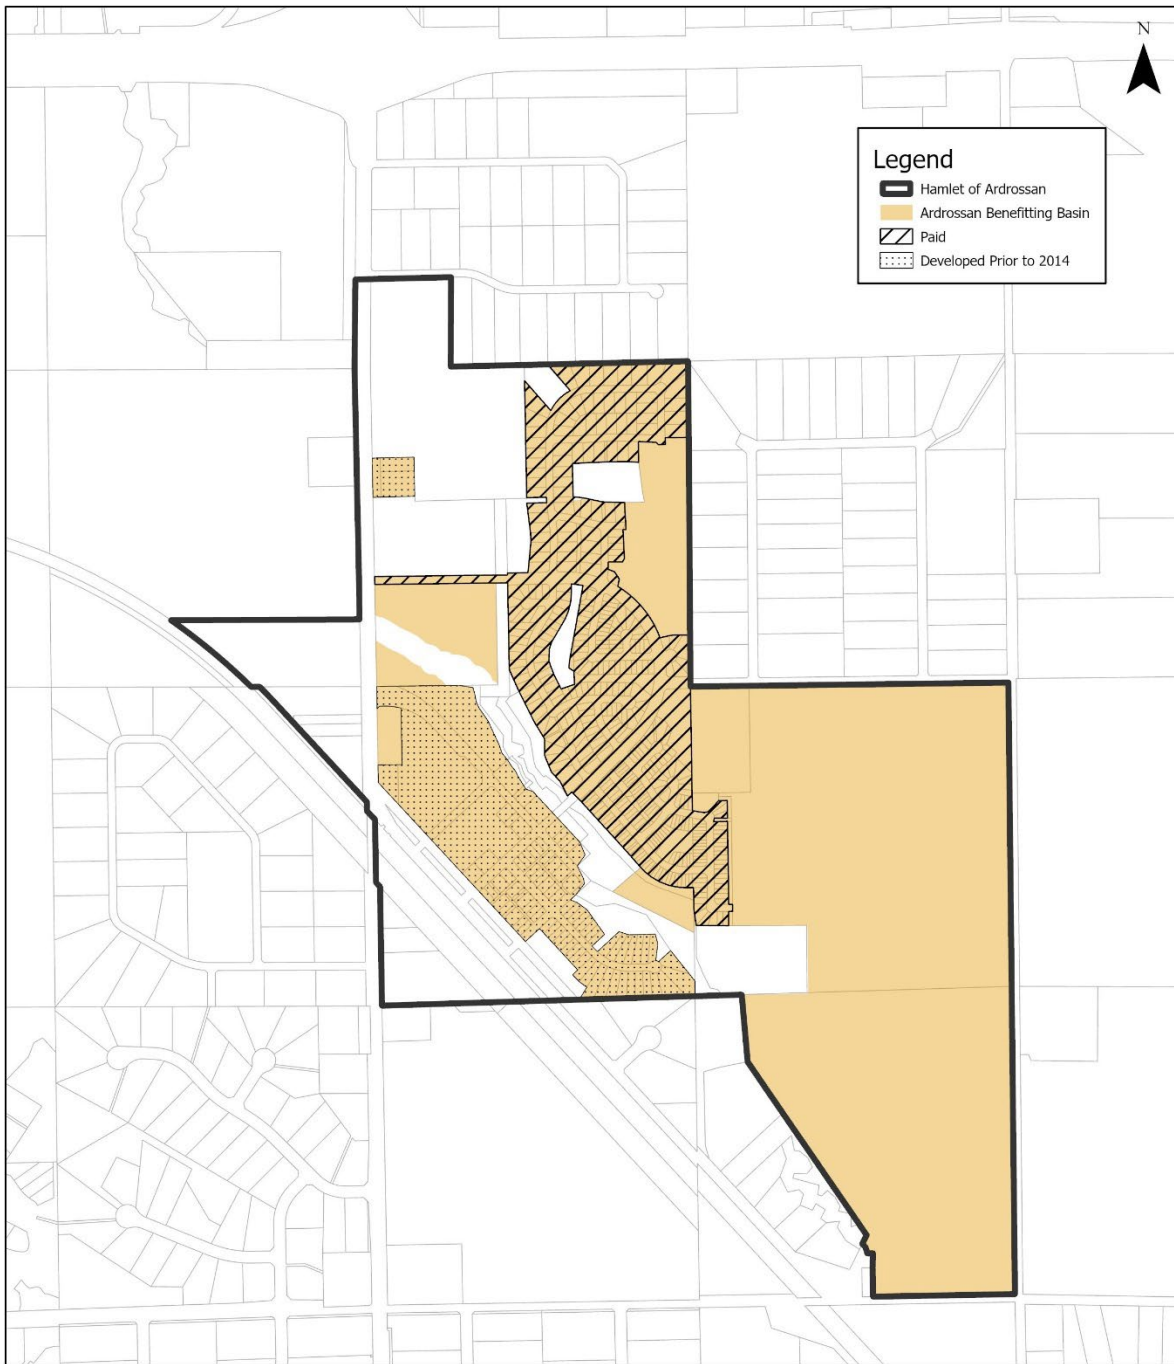 N
Legend
Hamlet of Ardrossan
Ardrossan Benefitting Basin
Paid
Developed Prior to 2014